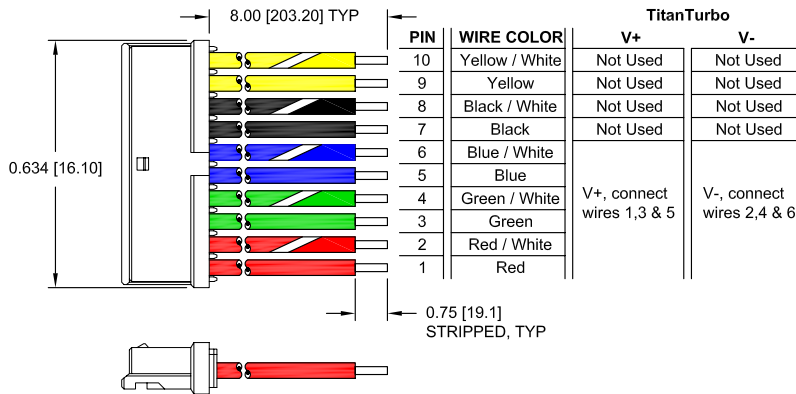 8.00 [203.20] TYP
TitanTurbo
PIN WIRE COLOR V+ V-
10 Yellow / White Not Used Not Used
9 Yellow Not Used Not Used
8 Black / White Not Used Not Used
7 Black Not Used Not Used
6 Blue / White
5 Blue
4 Green / White
3 Green
2 Red / White
1 Red
V+, connect
wires 1,3 & 5
V-, connect
wires 2,4 & 6
0.634 [16.10]
0.75 [19.1]
STRIPPED, TYP